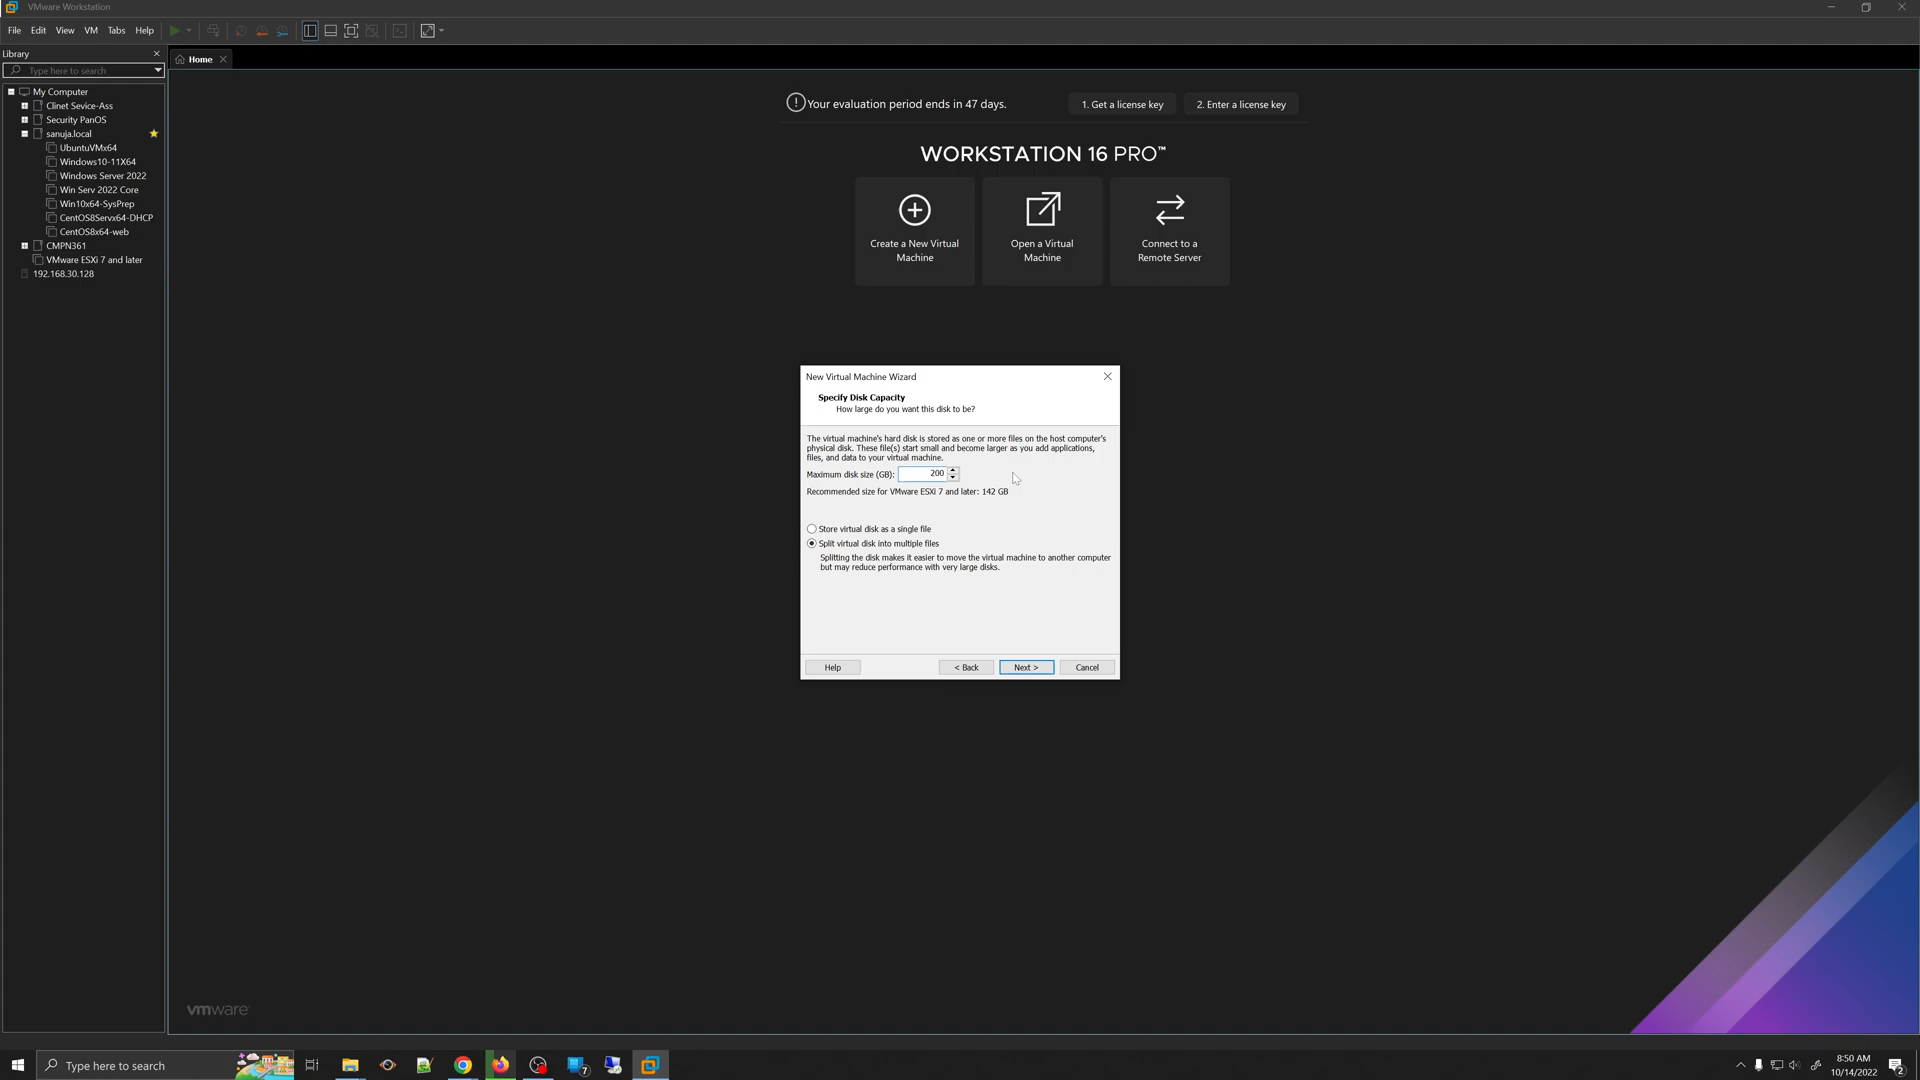 VMware Workstation
File Edit View VM Tabs Help
Library
Type here to search
Home
My Computer
Clinet Sevice-Ass
Security PanOS
sanuja.local
UbuntuVMx64
Windows10-11X64
Windows Server 2022
Win Serv 2022 Core
Win10x64-SysPrep
CentOS8Servx64-DHCP
CentOS8x64-web
CMPN361
VMware ESXi 7 and later
192.168.30.128
Your evaluation period ends in 47 days.
1. Get a license key
2. Enter a license key
WORKSTATION 16 PRO™
Create a New Virtual
Machine
Open a Virtual
Machine
Connect to a
Remote Server
New Virtual Machine Wizard
Specify Disk Capacity
How large do you want this disk to be?
The virtual machine's hard disk is stored as one or more files on the host computer's
physical disk. These file(s) start small and become larger as you add applications,
files, and data to your virtual machine.
Maximum disk size (GB): 200
Recommended size for VMware ESXi 7 and later: 142 GB
Store virtual disk as a single file
Split virtual disk into multiple files
Splitting the disk makes it easier to move the virtual machine to another computer
but may reduce performance with very large disks.
Help
< Back
Next >
Cancel
vmware
Type here to search
7
8:50 AM
10/14/2022
2